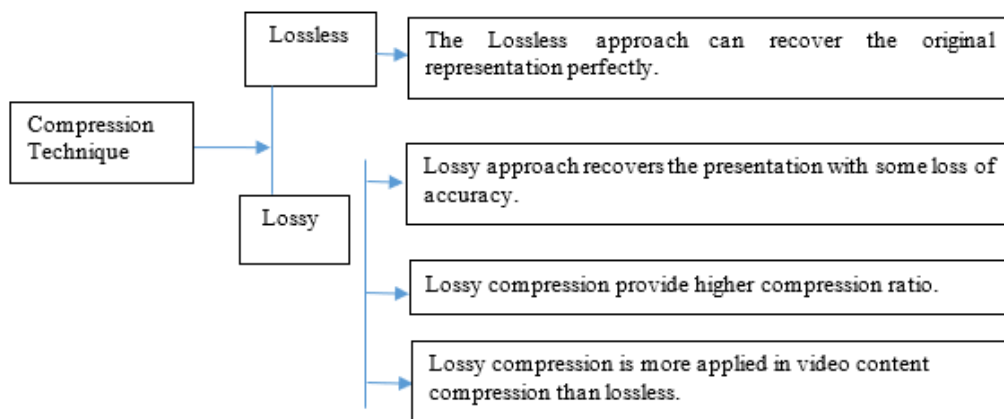 Lossless
The Lossless approach can recover the original
representation perfectly.
Compression
Technique
Lossy approach recovers the presentation with some loss of
accuracy.
Lossy
Lossy compression provide higher compression ratio.
Lossy compression is more applied in video content
compression than lossless.